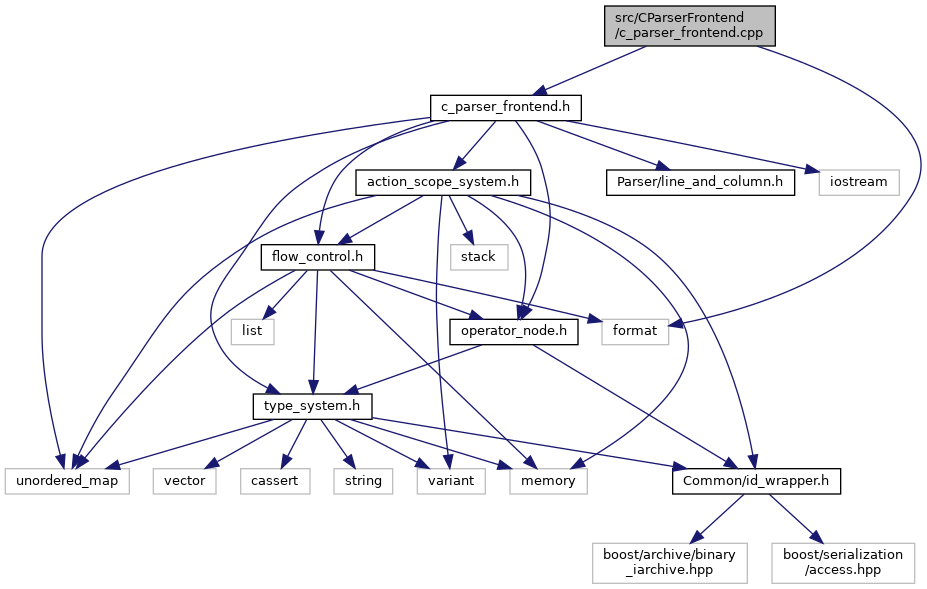 src/CParserFrontend
/c_parser_frontend.cpp
c_parser_frontend.h
action_scope_system.h
Parser/line_and_column.h
iostream
flow_control.h
stack
list
operator_node.h
format
type_system.h
unordered_map
vector
cassert
string
variant
memory
Common/id_wrapper.h
boost/archive/binary
_iarchive.hpp
boost/serialization
/access.hpp